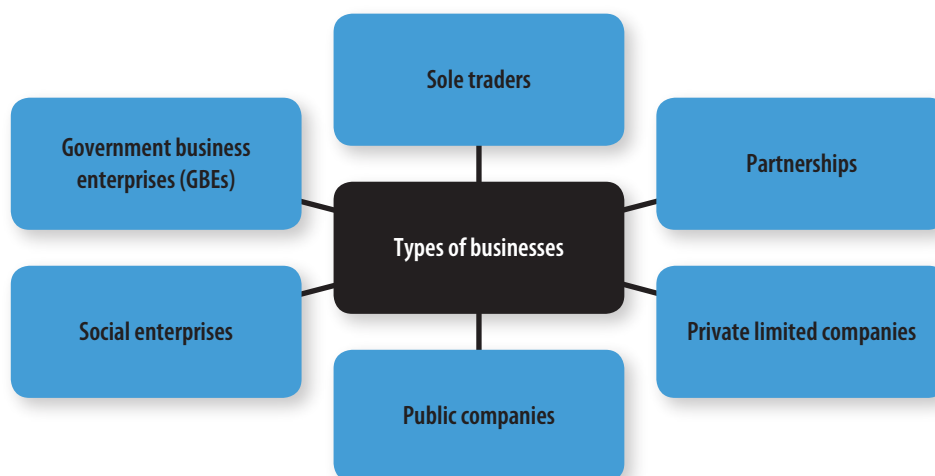 Sole traders
Government business
enterprises (GBEs)
Partnerships
Types of businesses
Social enterprises
Private limited companies
Public companies